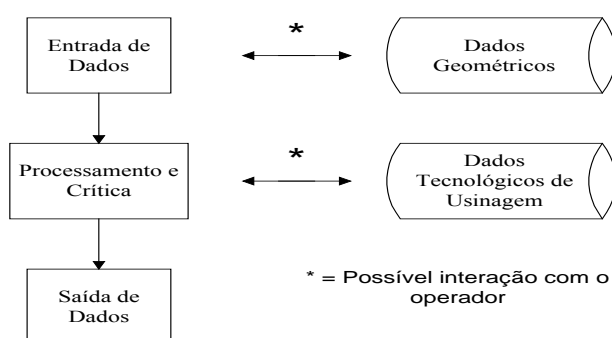 Entrada de
Dados
*
Dados
Geométricos
Processamento e
Crítica
*
Dados
Tecnológicos de
Usinagem
Saída de
Dados
* = Possível interação com o
operador